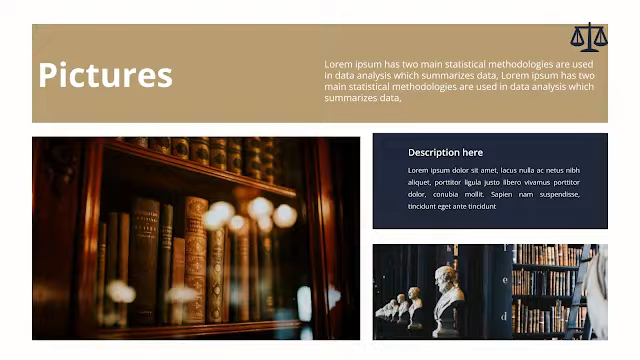 Pictures
Lorem ipsum has two main statistical methodologies are used
in data analysis which summarizes data, Lorem ipsum has two
main statistical methodologies are used in data analysis which
summarizes data,
Description here
Lorem ipsum dolor sit amet, lacus nulla ac netus nibh
aliquet, porttitor ligula justo libero vivamus porttitor
dolor, conubia mollit. Sapien nam suspendisse,
tincidunt eget ante tincidunt
e
d